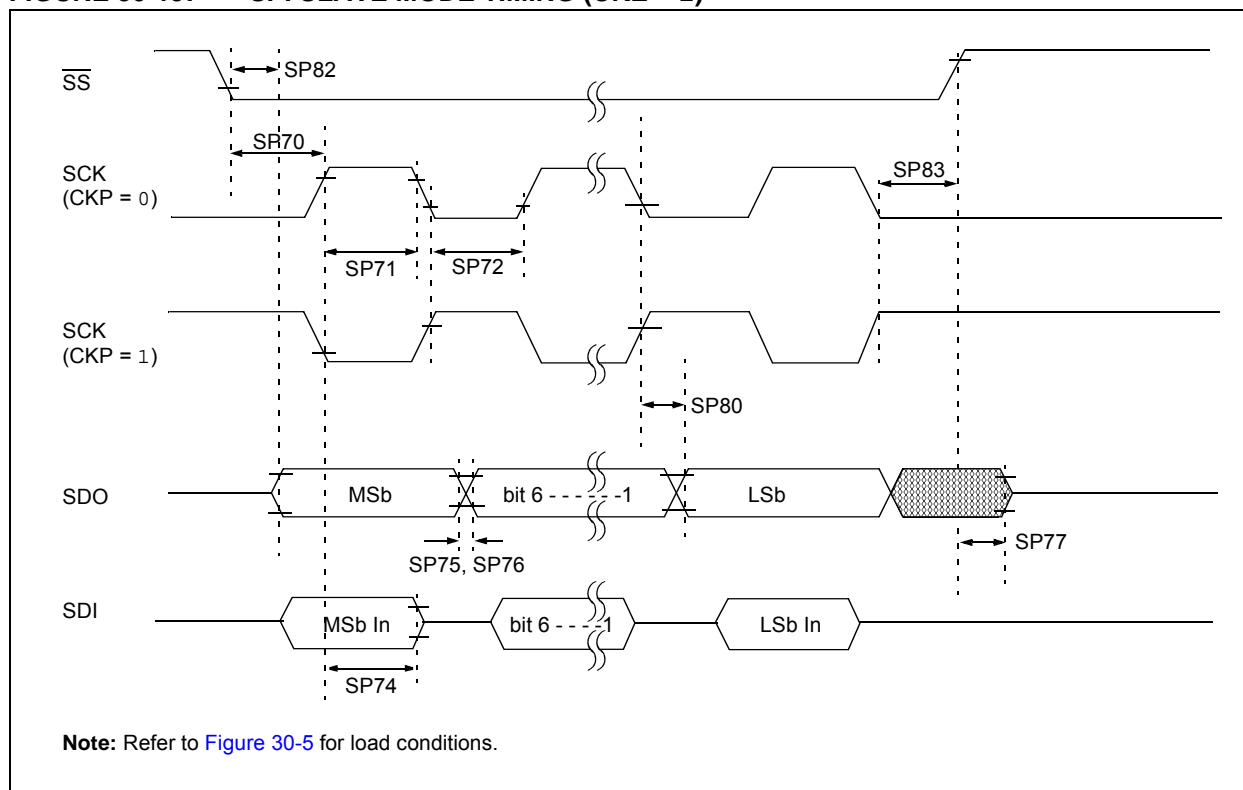 SS
SP82
SP70
SCK
(CKP = 0)
SP83
SP71
SP72
SCK
(CKP = 1)
SP80
SDO
MSb
bit 6 - - - - - -1
LSb
SP75, SP76
SP77
SDI
MSb In
bit 6 - - - -1
LSb In
SP74
Note: Refer to Figure 30-5 for load conditions.